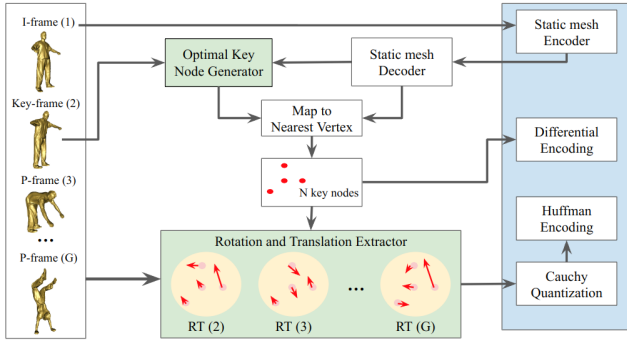 I-frame (1)
Key-frame (2)
P-frame (3)
...
P-frame (G)
Optimal Key
Node Generator
Static mesh
Decoder
Static mesh
Encoder
Map to
Nearest Vertex
N key nodes
Differential
Encoding
Huffman
Encoding
Cauchy
Quantization
Rotation and Translation Extractor
...
RT (2)
RT (3)
RT (G)